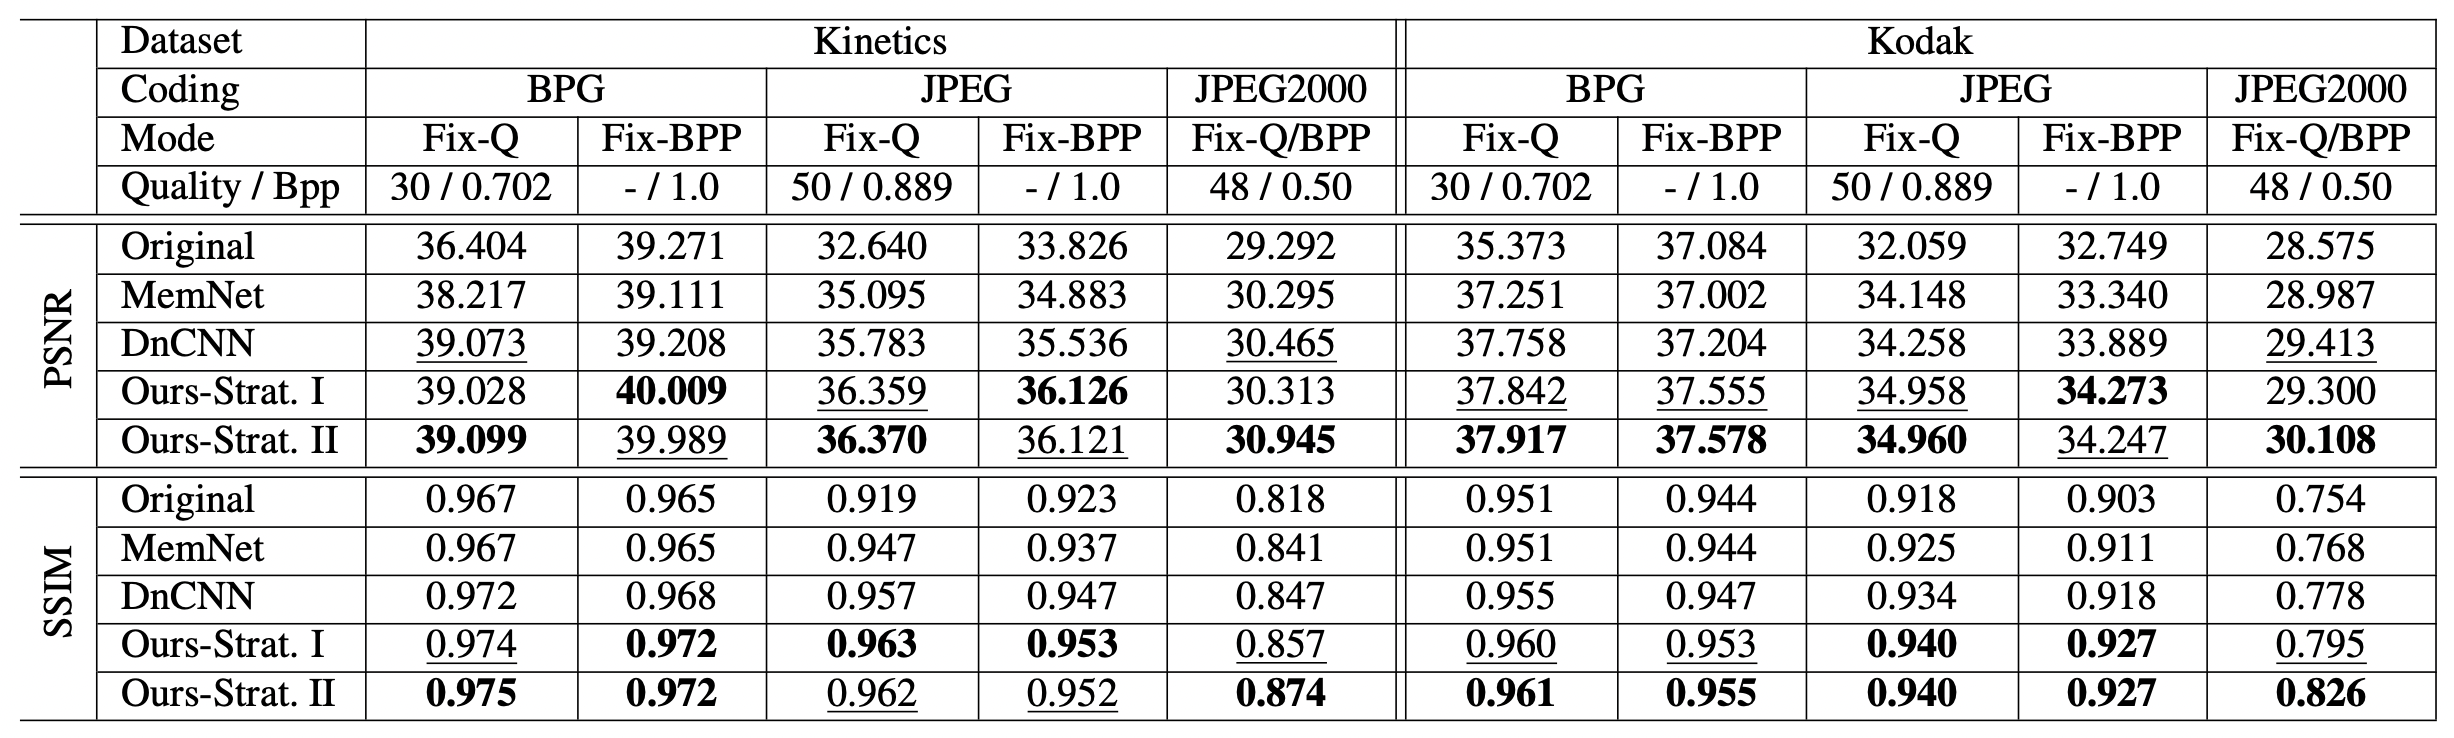 Dataset Kinetics Kodak
Coding BPG JPEG JPEG2000 BPG JPEG JPEG2000
Mode Fix-Q Fix-BPP Fix-Q Fix-BPP Fix-Q/BPP Fix-Q Fix-BPP Fix-Q Fix-BPP Fix-Q/BPP
Quality / Bpp 30 / 0.702 - / 1.0 50 / 0.889 - / 1.0 48 / 0.50 30 / 0.702 - / 1.0 50 / 0.889 - / 1.0 48 / 0.50
PSNR
Original 36.404 39.271 32.640 33.826 29.292 35.373 37.084 32.059 32.749 28.575
MemNet 38.217 39.111 35.095 34.883 30.295 37.251 37.002 34.148 33.340 28.987
DnCNN 39.073 39.208 35.783 35.536 30.465 37.758 37.204 34.258 33.889 29.413
Ours-Strat. I 39.028 40.009 36.359 36.126 30.313 37.842 37.555 34.958 34.273 29.300
Ours-Strat. II 39.099 39.989 36.370 36.121 30.945 37.917 37.578 34.960 34.247 30.108
SSIM
Original 0.967 0.965 0.919 0.923 0.818 0.951 0.944 0.918 0.903 0.754
MemNet 0.967 0.965 0.947 0.937 0.841 0.951 0.944 0.925 0.911 0.768
DnCNN 0.972 0.968 0.957 0.947 0.847 0.955 0.947 0.934 0.918 0.778
Ours-Strat. I 0.974 0.972 0.963 0.953 0.857 0.960 0.953 0.940 0.927 0.795
Ours-Strat. II 0.975 0.972 0.962 0.952 0.874 0.961 0.955 0.940 0.927 0.826